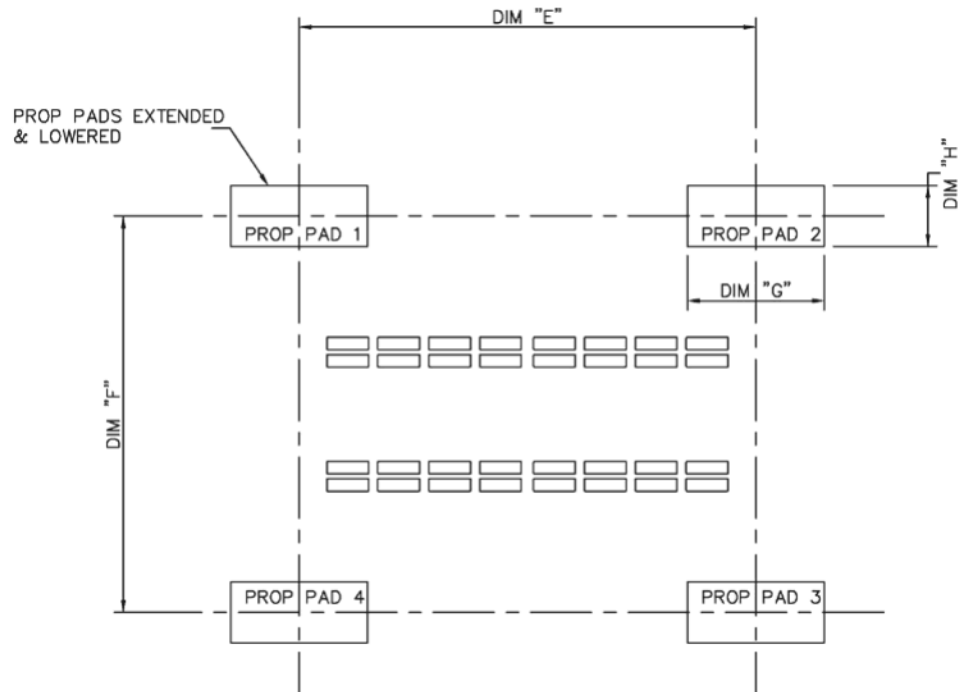 DIM "E"
PROP PADS EXTENDED
& LOWERED
DIM "H"
PROP PAD 1
PROP PAD 2
DIM "G"
DIM "F"
PROP PAD 4
PROP PAD 3